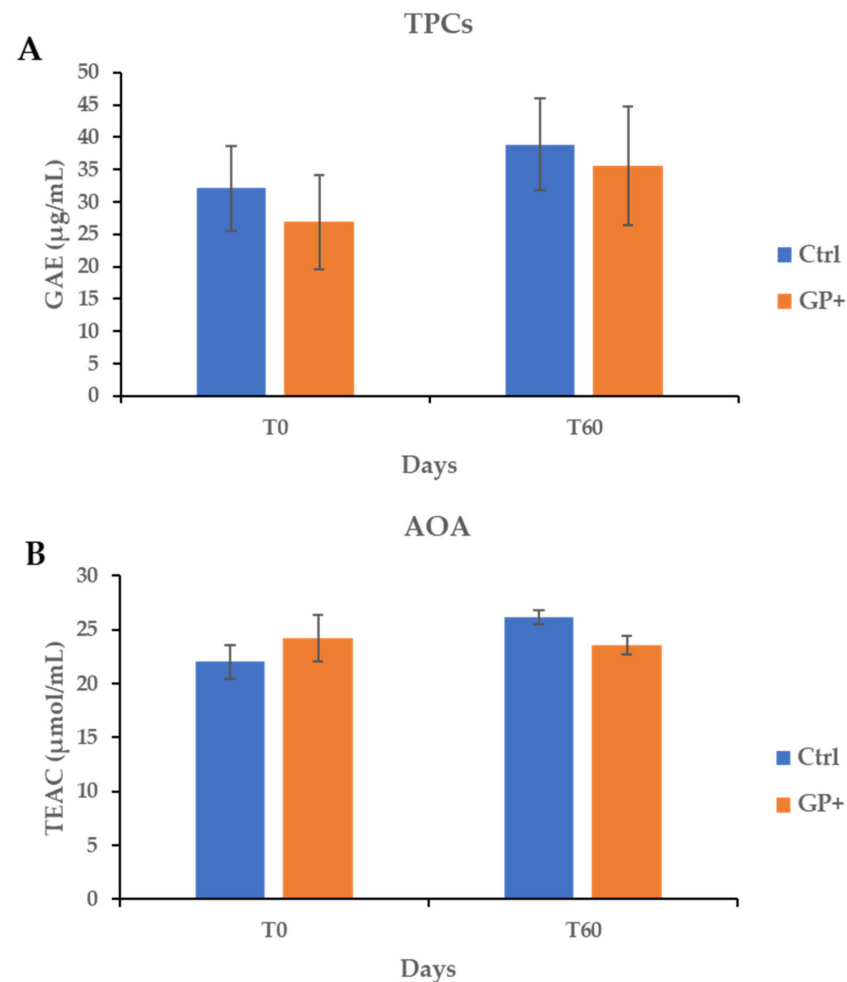 TPCs
A
50
45
40
35
30
25
20
15
10
5
0
GAE (µg/mL)
T0
T60
Days
Ctrl
GP+
AOA
B
30
25
20
15
10
5
0
TEAC (µmol/mL)
T0
T60
Days
Ctrl
GP+